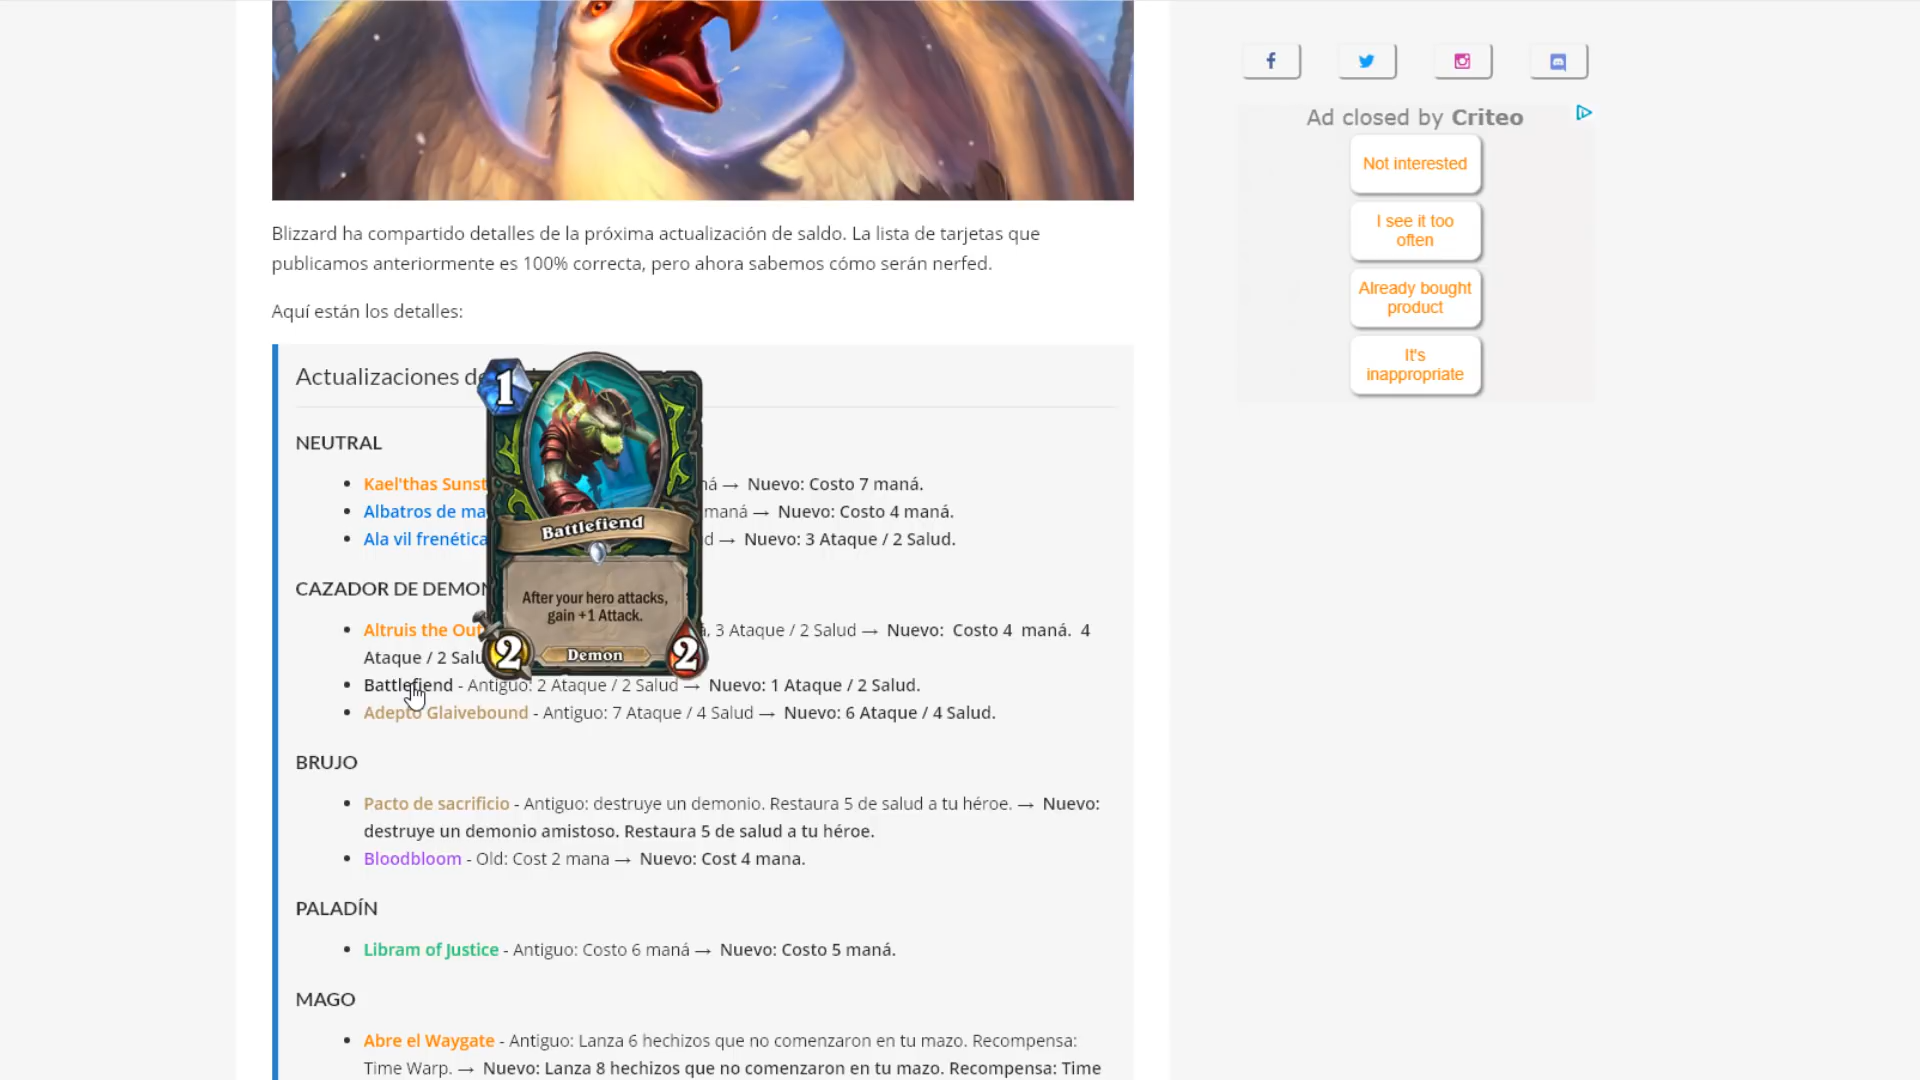 Ad closed by Criteo
Not interested
I see it too
often
Already bought
product
It's
inappropriate
Blizzard ha compartido detalles de la próxima actualización de saldo. La lista de tarjetas que
publicamos anteriormente es 100% correcta, pero ahora sabemos cómo serán nerfed.
Aquí están los detalles:
Actualizaciones de
1
Battlefiend
After your hero attacks,
gain +1 Attack.
2
Demon
2
NEUTRAL
Kael'thas Sunst → Nuevo: Costo 7 maná.
Albatros de ma maná → Nuevo: Costo 4 maná.
Ala vil frenética → Nuevo: 3 Ataque / 2 Salud.
CAZADOR DE DEMON
Altruis the Out , 3 Ataque / 2 Salud → Nuevo: Costo 4 maná. 4
Ataque / 2 Salu
Battlefiend - Antiguo: 2 Ataque / 2 Salud → Nuevo: 1 Ataque / 2 Salud.
Adepto Glaivebound - Antiguo: 7 Ataque / 4 Salud → Nuevo: 6 Ataque / 4 Salud.
BRUJO
Pacto de sacrificio - Antiguo: destruye un demonio. Restaura 5 de salud a tu héroe. → Nuevo:
destruye un demonio amistoso. Restaura 5 de salud a tu héroe.
Bloodbloom - Old: Cost 2 mana → Nuevo: Cost 4 mana.
PALADÍN
Libram of Justice - Antiguo: Costo 6 maná → Nuevo: Costo 5 maná.
MAGO
Abre el Waygate - Antiguo: Lanza 6 hechizos que no comenzaron en tu mazo. Recompensa:
Time Warp. → Nuevo: Lanza 8 hechizos que no comenzaron en tu mazo. Recompensa: Time